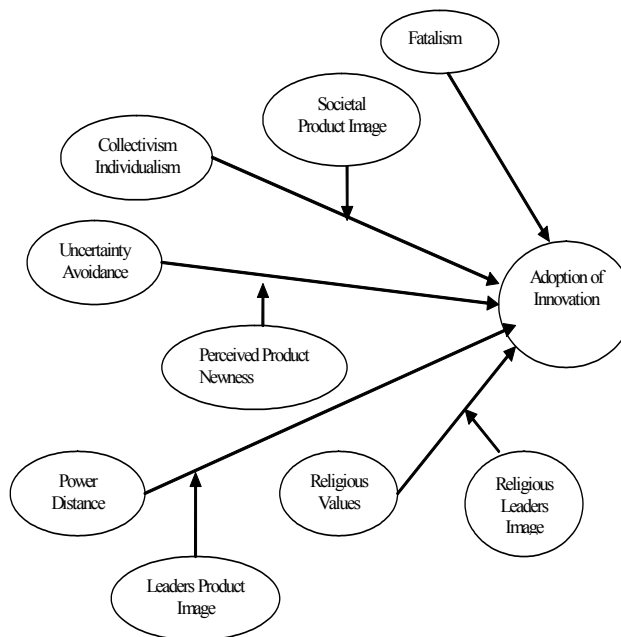 Fatalism
Societal
Product Image
Collectivism
Individualism
Uncertainty
Avoidance
Adoption of
Innovation
Perceived Product
Newness
Power
Distance
Religious
Values
Religious
Leaders
Image
Leaders Product
Image